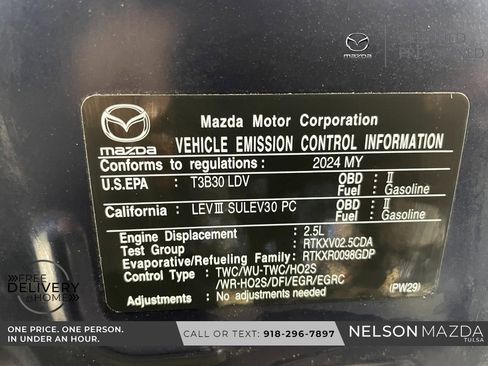 mazda
Mazda Motor Corporation
VEHICLE EMISSION CONTROL INFORMATION
Conforms to regulations : 2024 MY
U.S.EPA : T3B30 LDV OBD : II
Fuel : Gasoline
California : LEVⅢ SULEV30 PC OBD : II
Fuel : Gasoline
Engine Displacement : 2.5L
Test Group : RTKXV02.5CDA
Evaporative/Refueling Family: RTKXR0098GDP
Control Type : TWC/WU-TWC/HO2S
/WR-HO2S/DFI/EGR/EGRC
Adjustments : No adjustments needed (PW29)
FREE
DELIVERY
at HOME
ONE PRICE. ONE PERSON.
IN UNDER AN HOUR.
CALL OR TEXT: 918-296-7897
NELSON MAZDA
TULSA